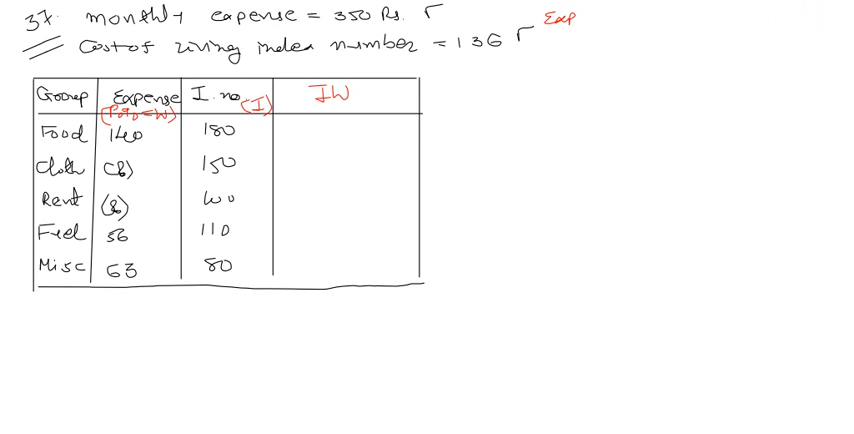 37. monthly expense = 350 Rs. Γ
Cost of living index number = 136 Γ Exp
Group Expense I. no (I) IW
(P₀q₀ = W)
Food 140 180
Cloth (?) 150
Rent (?) 100
Fuel 56 110
Misc 63 80